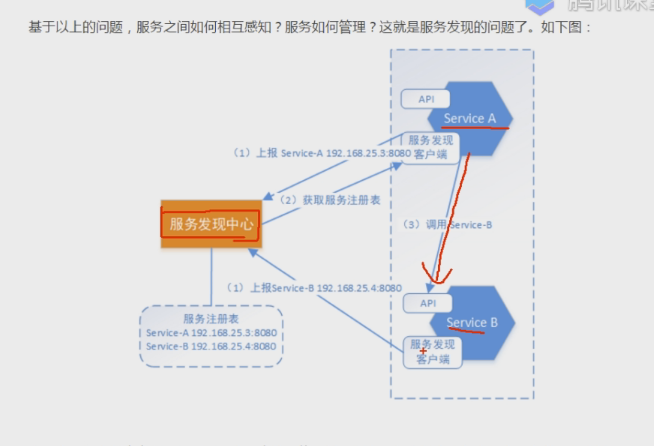 基于以上的问题，服务之间如何相互感知？服务如何管理？这就是服务发现的问题了。如下图：
API
Service A
服务发现
客户端
（1）上报 Service-A 192.168.25.3:8080
（2）获取服务注册表
服务发现中心
（3）调用 Service-B
（1）上报Service-B 192.168.25.4:8080
API
Service B
服务发现
客户端
服务注册表
Service-A 192.168.25.3:8080
Service-B 192.168.25.4:8080